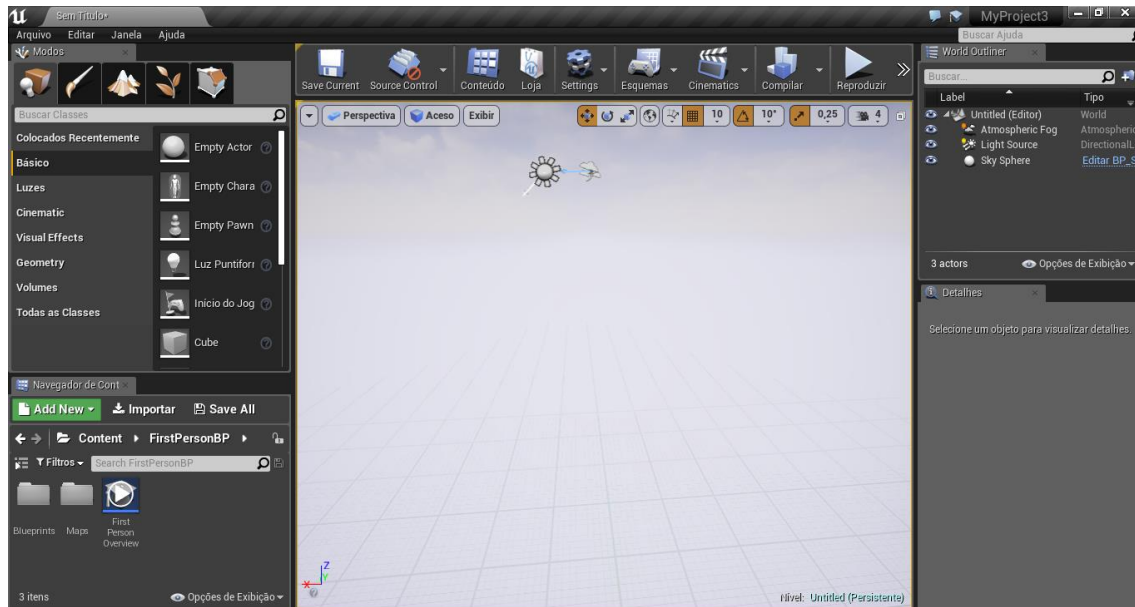 Sem Título*
MyProject3
Arquivo Editar Janela Ajuda
Buscar Ajuda
Modos
Buscar Classes
Colocados Recentemente
Básico
Luzes
Cinematic
Visual Effects
Geometry
Volumes
Todas as Classes
Empty Actor
Empty Chara
Empty Pawn
Luz Puntiforr
Início do Jog
Cube
Save Current
Source Control
Conteúdo
Loja
Settings
Esquemas
Cinematics
Compilar
Reproduzir
Perspectiva
Aceso
Exibir
10
10°
0,25
4
X
Y
Z
Nível: Untitled (Persistente)
World Outliner
Buscar...
Label Tipo
Untitled (Editor) World
Atmospheric Fog Atmospheric
Light Source DirectionalL
Sky Sphere Editar BP_S
3 actors
Opções de Exibição
Detalhes
Selecione um objeto para visualizar detalhes.
Navegador de Cont
Add New Importar Save All
Content FirstPersonBP
Filtros Search FirstPersonBP
Blueprints
Maps
First
Person
Overview
3 itens
Opções de Exibição